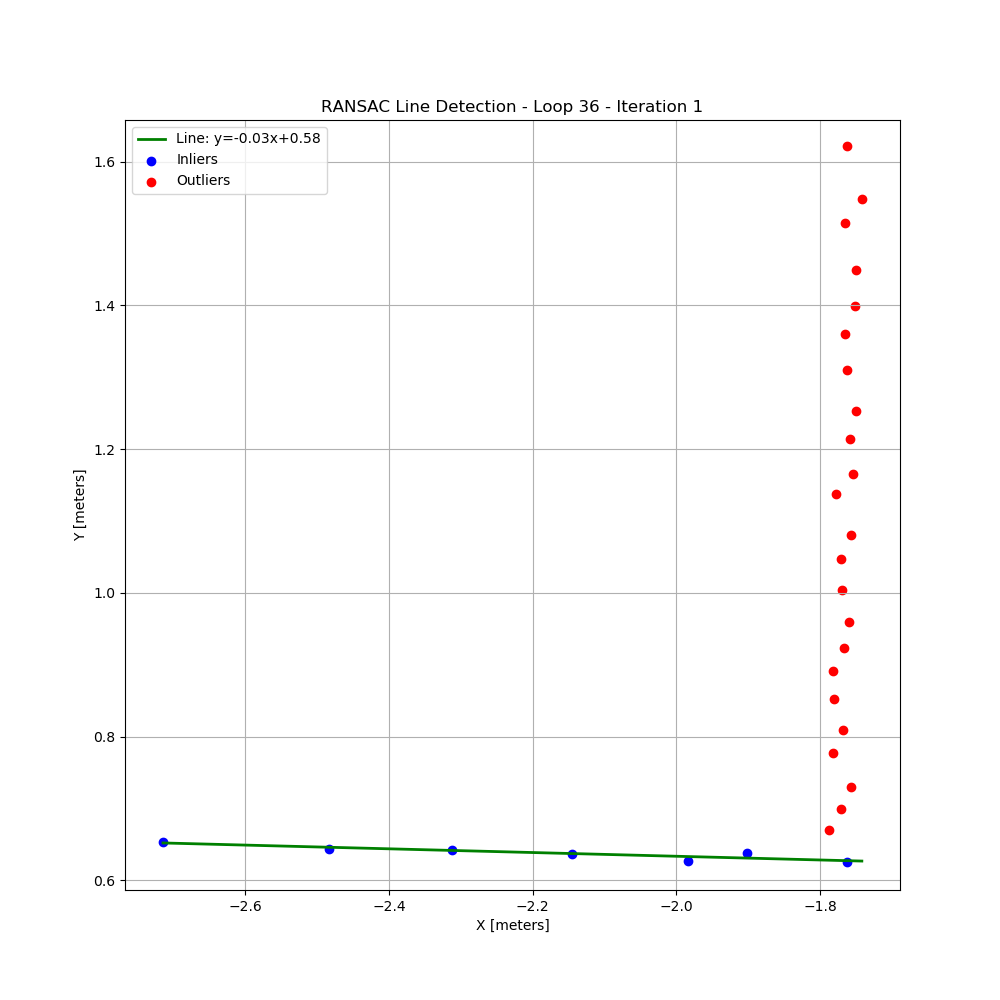 RANSAC Line Detection - Loop 36 - Iteration 1
Line: y=-0.03x+0.58
Inliers
Outliers
1.6
1.4
1.2
1.0
0.8
0.6
Y [meters]
−2.6 −2.4 −2.2 −2.0 −1.8
X [meters]